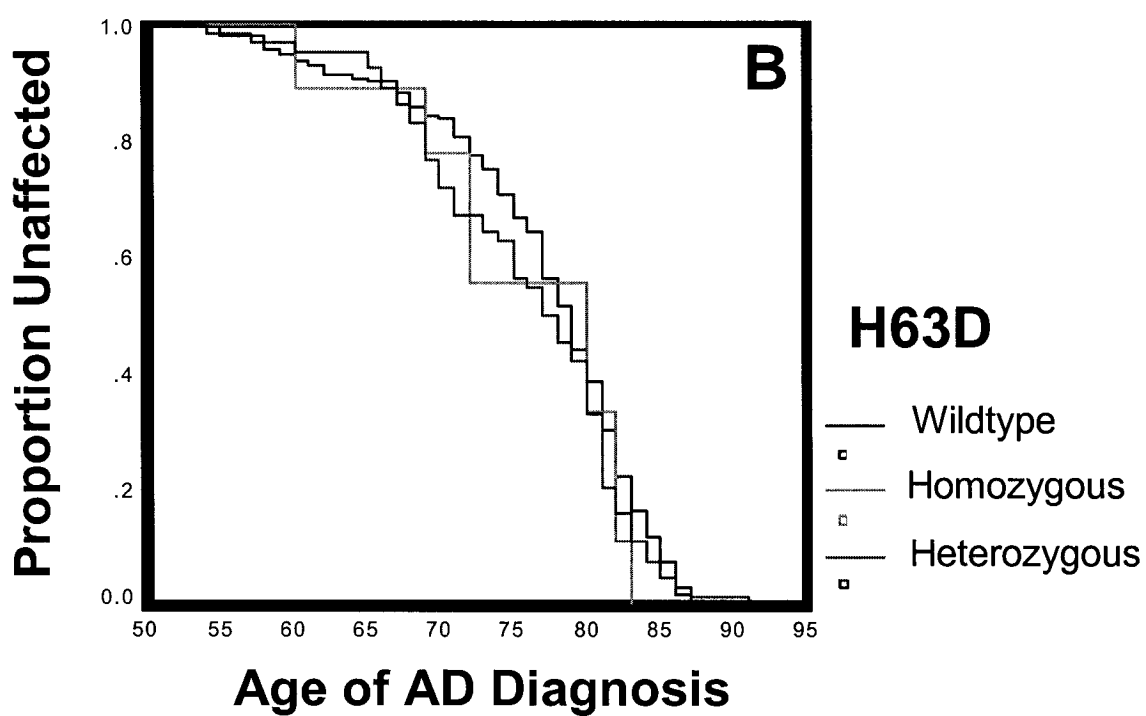 B
Proportion Unaffected
1.0
.8
.6
.4
.2
0.0
50 55 60 65 70 75 80 85 90 95
Age of AD Diagnosis
H63D
Wildtype
Homozygous
Heterozygous